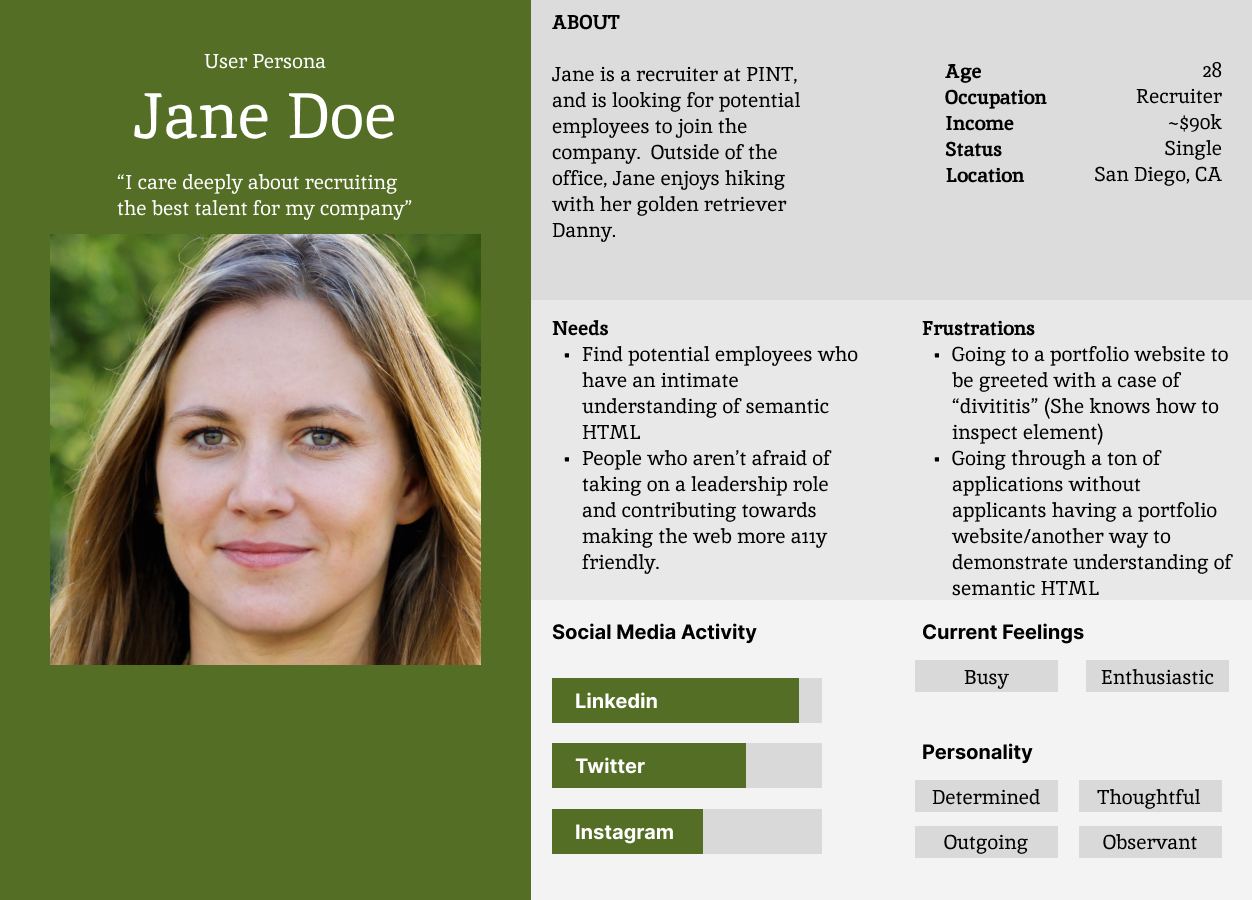 User Persona
Jane Doe
“I care deeply about recruiting
the best talent for my company”
ABOUT
Jane is a recruiter at PINT,
and is looking for potential
employees to join the
company.  Outside of the
office, Jane enjoys hiking
with her golden retriever
Danny.
Age 28
Occupation Recruiter
Income ~$90k
Status Single
Location San Diego, CA
Needs
▪ Find potential employees who
have an intimate
understanding of semantic
HTML
▪ People who aren’t afraid of
taking on a leadership role
and contributing towards
making the web more a11y
friendly.
Frustrations
▪ Going to a portfolio website to
be greeted with a case of
“divititis” (She knows how to
inspect element)
▪ Going through a ton of
applications without
applicants having a portfolio
website/another way to
demonstrate understanding of
semantic HTML
Social Media Activity
Linkedin
Twitter
Instagram
Current Feelings
Busy Enthusiastic
Personality
Determined Thoughtful
Outgoing Observant